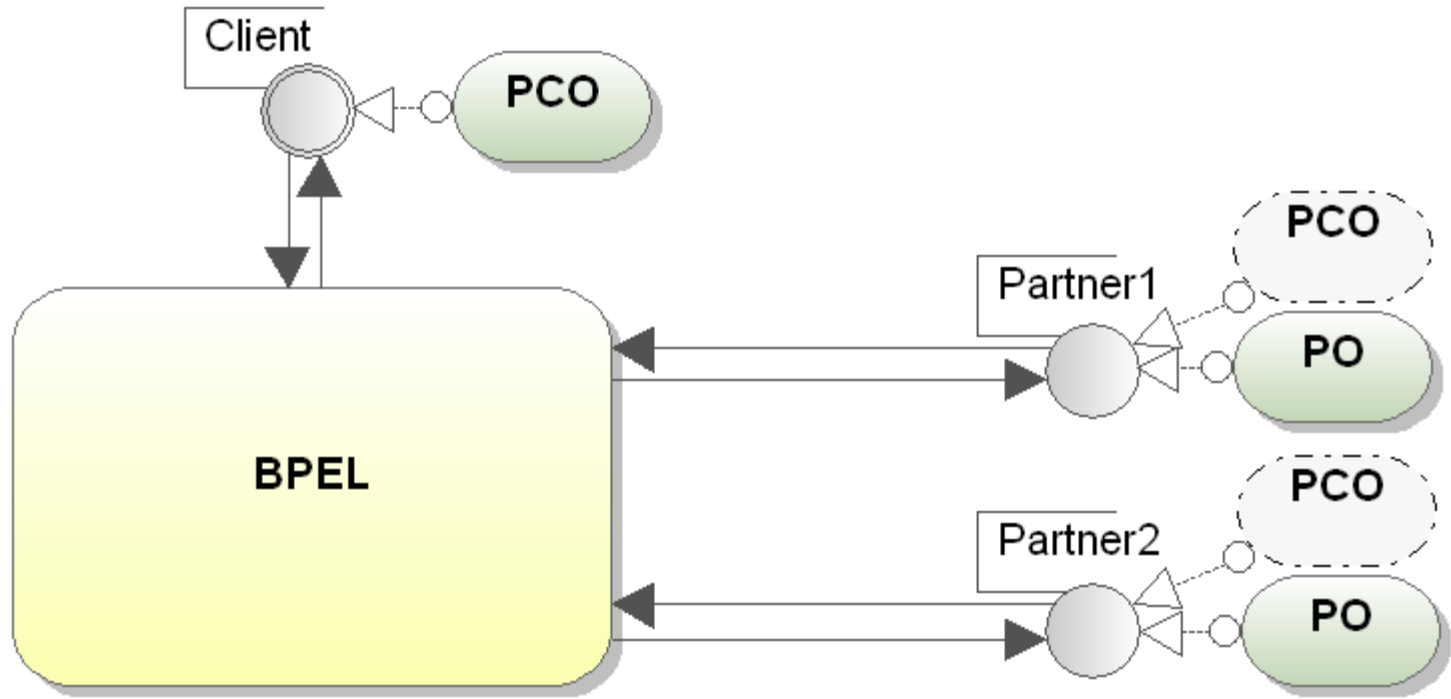 Client
PCO
PCO
Partner1
PO
BPEL
PCO
Partner2
PO